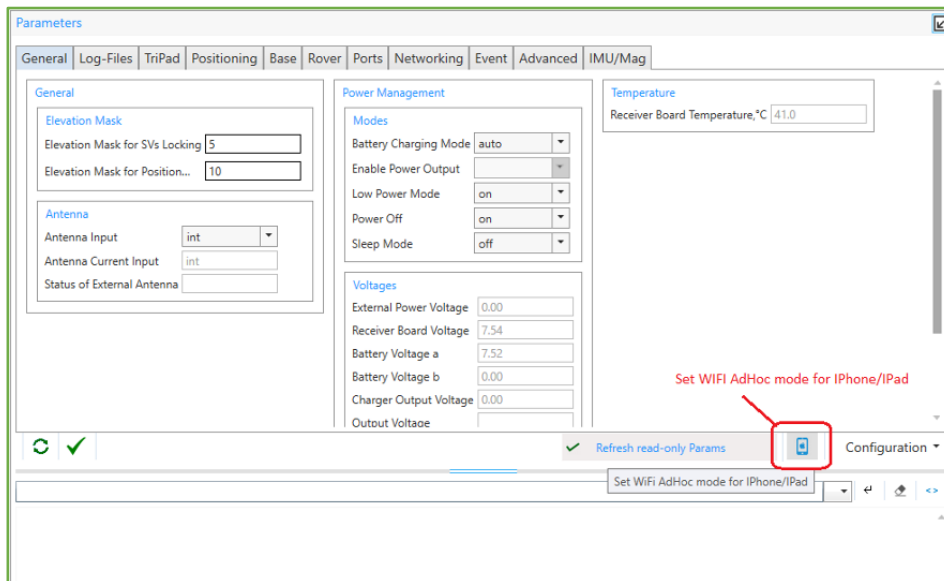 Parameters
General Log-Files TriPad Positioning Base Rover Ports Networking Event Advanced IMU/Mag
General
Elevation Mask
Elevation Mask for SVs Locking 5
Elevation Mask for Position... 10
Antenna
Antenna Input int
Antenna Current Input int
Status of External Antenna
Power Management
Modes
Battery Charging Mode auto
Enable Power Output
Low Power Mode on
Power Off on
Sleep Mode off
Voltages
External Power Voltage 0.00
Receiver Board Voltage 7.54
Battery Voltage a 7.52
Battery Voltage b 0.00
Charger Output Voltage 0.00
Output Voltage
Temperature
Receiver Board Temperature,°C 41.0
Set WIFI AdHoc mode for IPhone/IPad
Refresh read-only Params
Configuration
Set WiFi AdHoc mode for IPhone/IPad